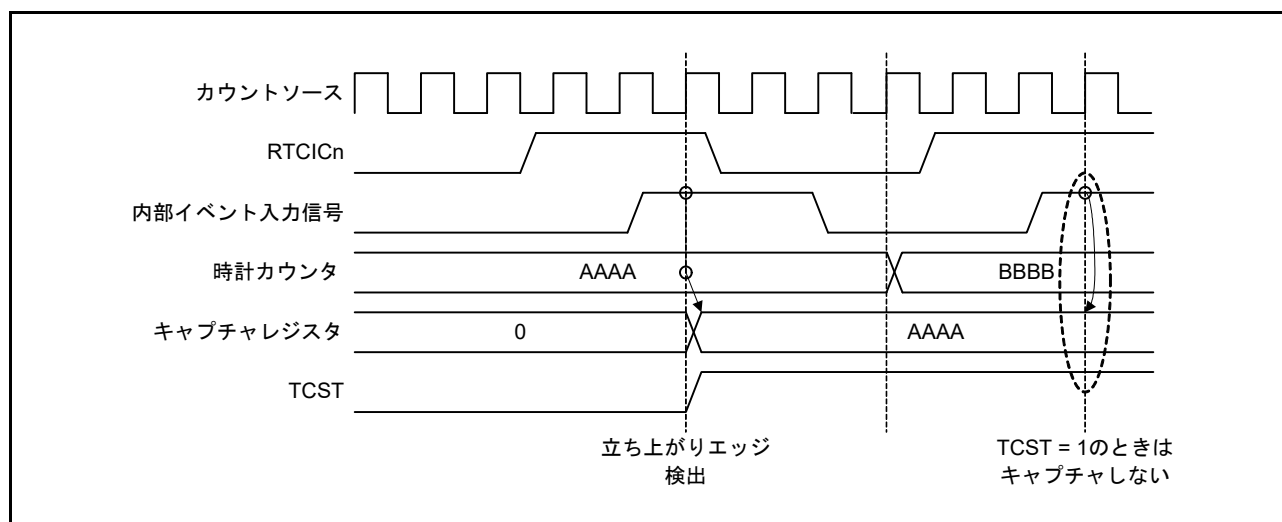 カウントソース
RTCICn
内部イベント入力信号
時計カウンタ
AAAA
BBBB
キャプチャレジスタ
0
AAAA
TCST
立ち上がりエッジ
検出
TCST = 1のときは
キャプチャしない